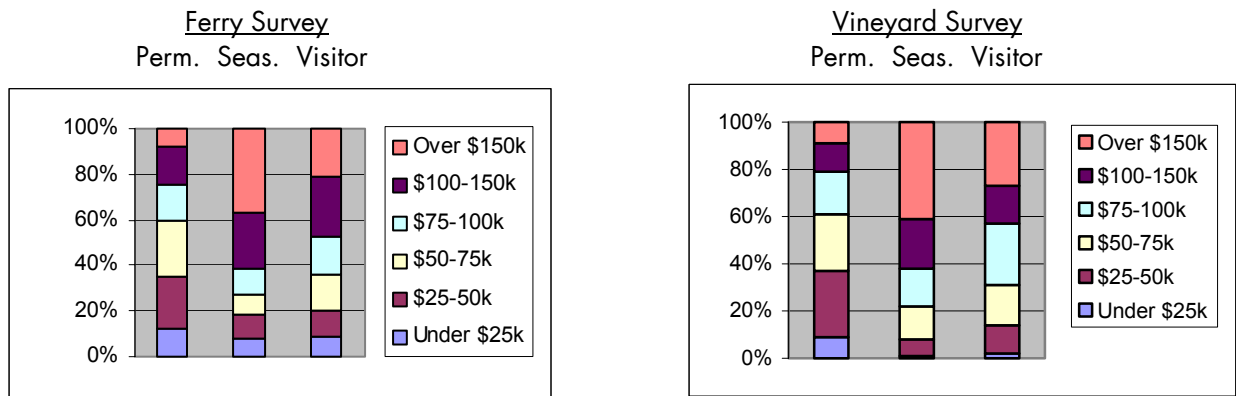 Ferry Survey
Perm. Seas. Visitor
100%
80%
60%
40%
20%
0%
Over $150k
$100-150k
$75-100k
$50-75k
$25-50k
Under $25k
Vineyard Survey
Perm. Seas. Visitor
100%
80%
60%
40%
20%
0%
Over $150k
$100-150k
$75-100k
$50-75k
$25-50k
Under $25k